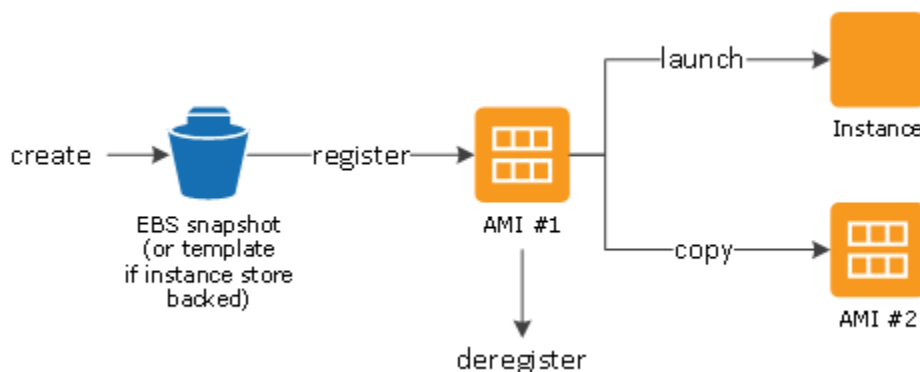 launch
Instance
create
register
EBS snapshot
(or template
if instance store
backed)
AMI #1
copy
AMI #2
deregister